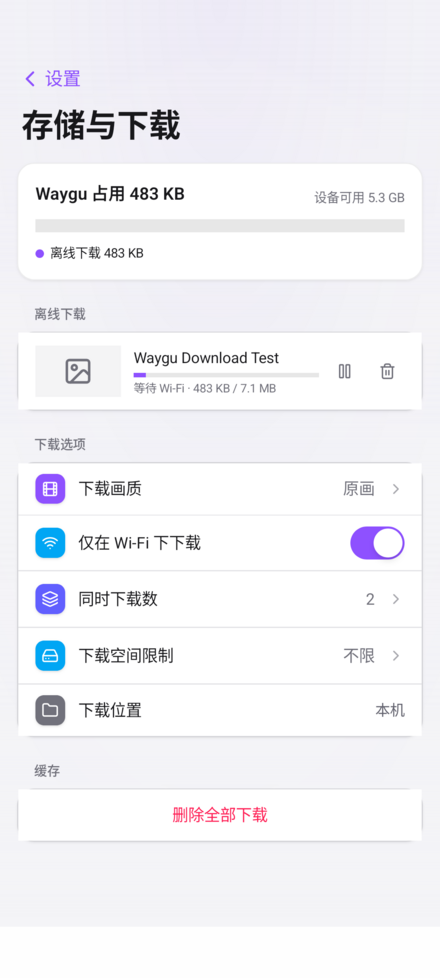 设置
存储与下载
Waygu 占用 483 KB
设备可用 5.3 GB
离线下载 483 KB
离线下载
Waygu Download Test
等待 Wi-Fi · 483 KB / 7.1 MB
下载选项
下载画质
原画
仅在 Wi-Fi 下下载
同时下载数
2
下载空间限制
不限
下载位置
本机
缓存
删除全部下载